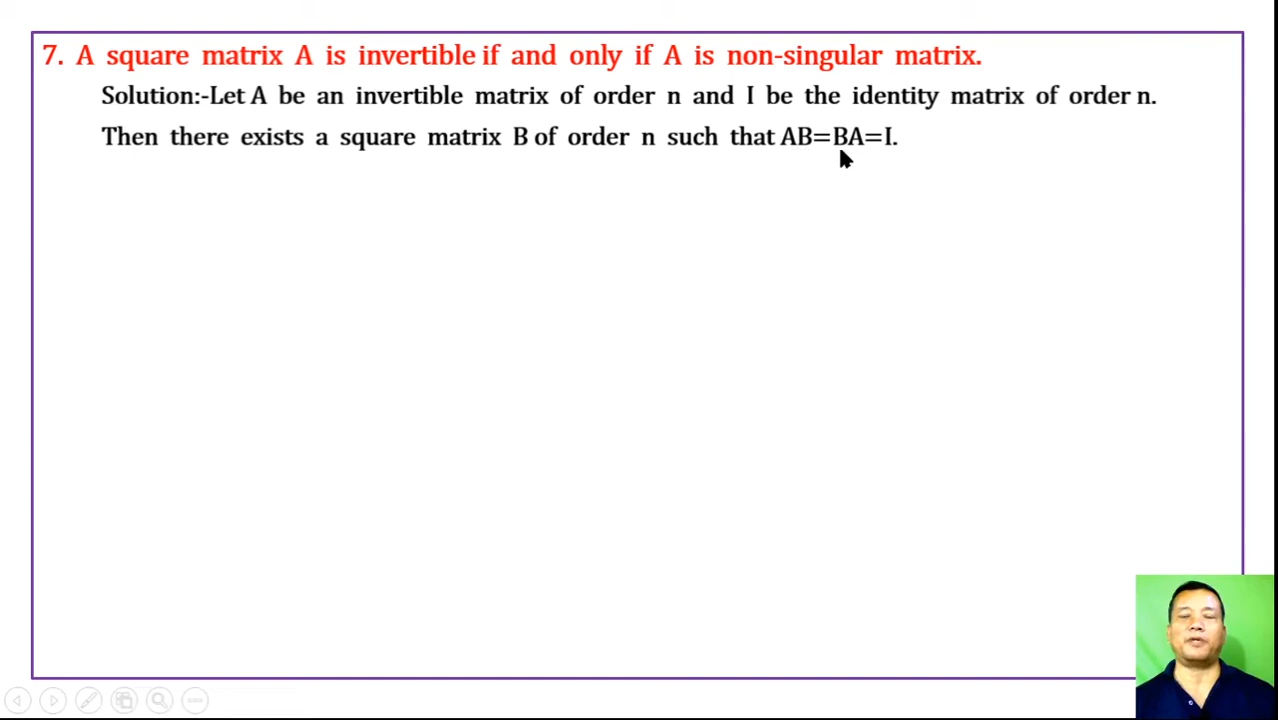 7. A square matrix A is invertible if and only if A is non-singular matrix.
Solution:-Let A be an invertible matrix of order n and I be the identity matrix of order n.
Then there exists a square matrix B of order n such that AB=BA=I.